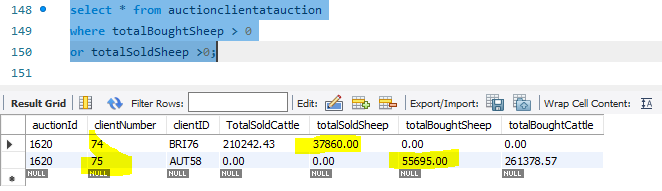 148 select * from auctionclientatauction
149 where totalBoughtSheep > 0
150 or totalSoldSheep >0;
151
Result Grid Filter Rows: Edit: Export/Import: Wrap Cell Content: IA
auctionId clientNumber clientID TotalSoldCattle totalSoldSheep totalBoughtSheep totalBoughtCattle
1620 74 BRI76 210242.43 37860.00 0.00 0.00
1620 75 AUT58 0.00 0.00 55695.00 261378.57
NULL NULL NULL NULL NULL NULL NULL